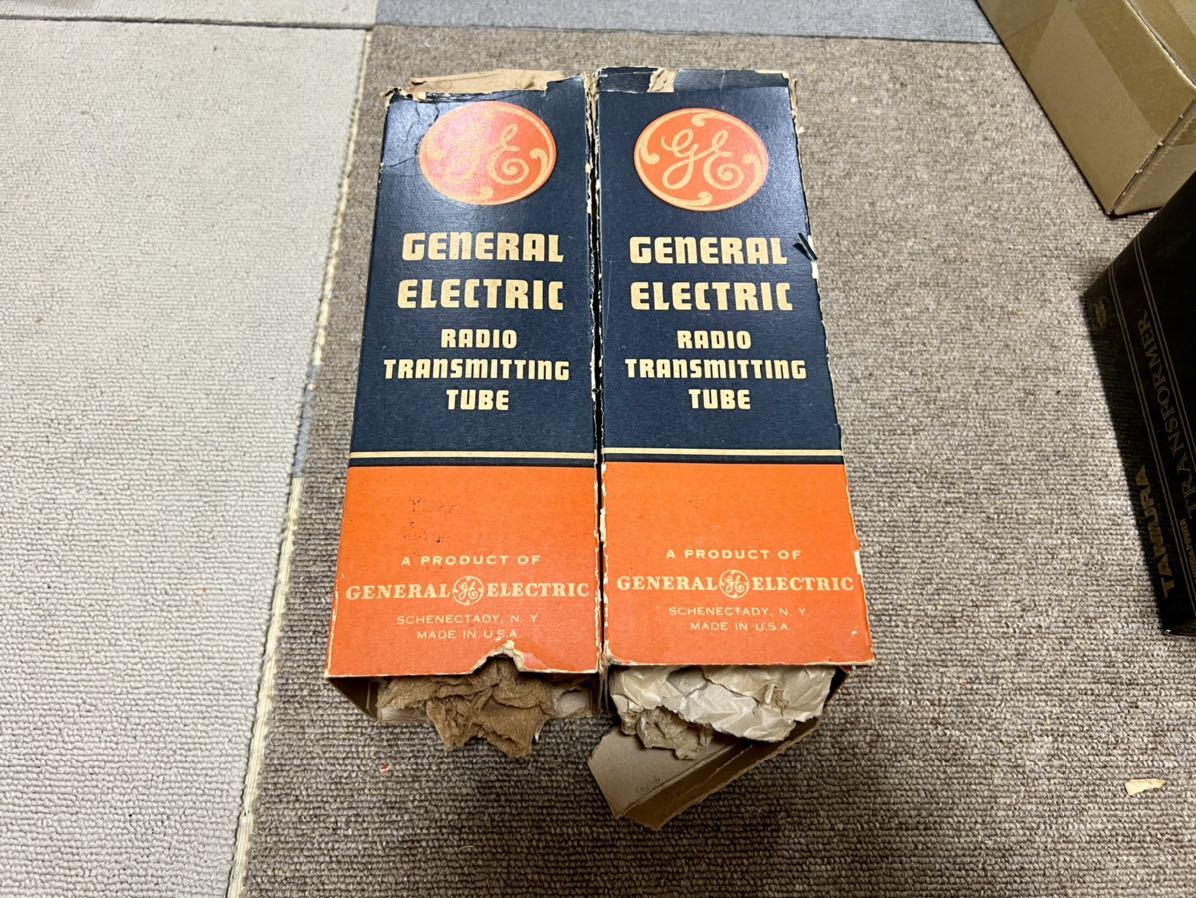 GE
GENERAL
ELECTRIC
RADIO
TRANSMITTING
TUBE
A PRODUCT OF
GENERAL GE ELECTRIC
SCHENECTADY, N. Y.
MADE IN U.S.A.
GE
GENERAL
ELECTRIC
RADIO
TRANSMITTING
TUBE
A PRODUCT OF
GENERAL GE ELECTRIC
SCHENECTADY, N. Y.
MADE IN U.S.A.
TAMURA
TRANSFORMER